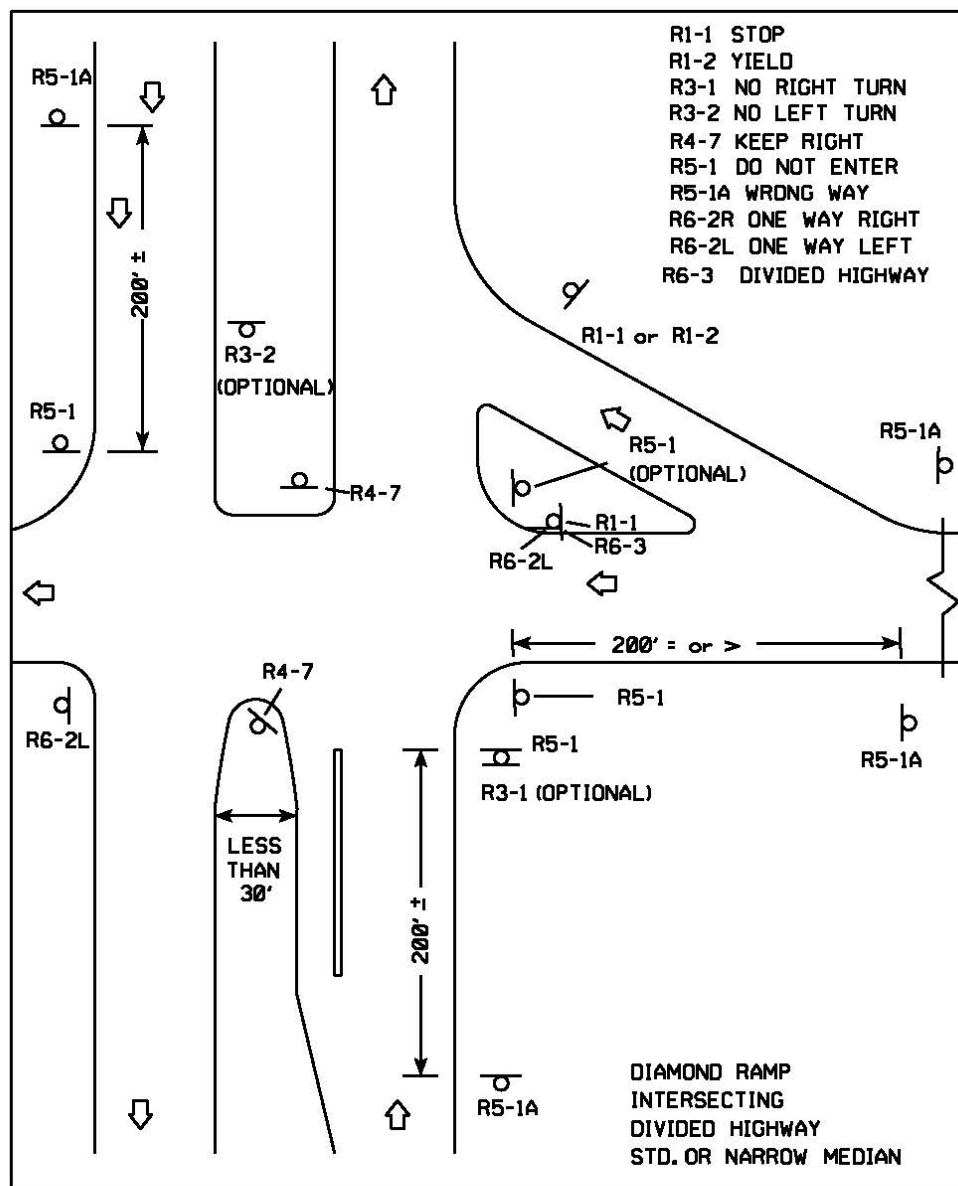 R1-1 STOP
R1-2 YIELD
R3-1 NO RIGHT TURN
R3-2 NO LEFT TURN
R4-7 KEEP RIGHT
R5-1 DO NOT ENTER
R5-1A WRONG WAY
R6-2R ONE WAY RIGHT
R6-2L ONE WAY LEFT
R6-3 DIVIDED HIGHWAY
R5-1A
200' ±
R3-2
(OPTIONAL)
R1-1 or R1-2
R5-1
R5-1
(OPTIONAL)
R5-1A
R4-7
R1-1
R6-3
R6-2L
200' = or >
R4-7
R5-1
R6-2L
R5-1
R5-1A
R3-1 (OPTIONAL)
LESS
THAN
30'
200' ±
R5-1A
DIAMOND RAMP
INTERSECTING
DIVIDED HIGHWAY
STD. OR NARROW MEDIAN